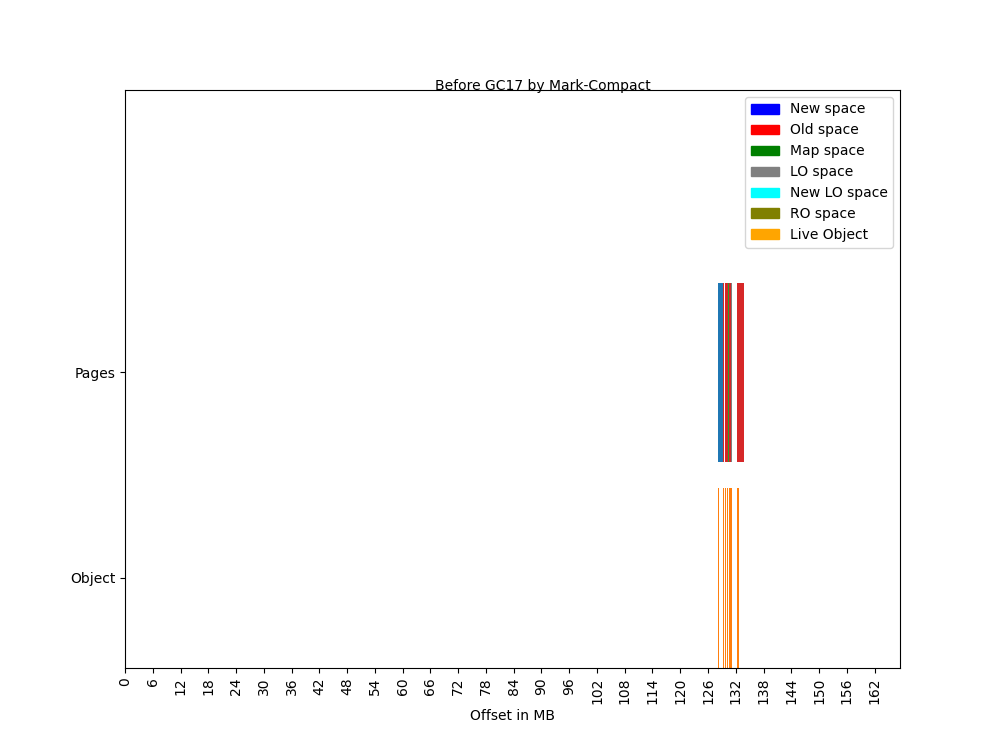 Before GC17 by Mark-Compact
New space
Old space
Map space
LO space
New LO space
RO space
Live Object
Pages
Object
0 6 12 18 24 30 36 42 48 54 60 66 72 78 84 90 96 102 108 114 120 126 132 138 144 150 156 162
Offset in MB